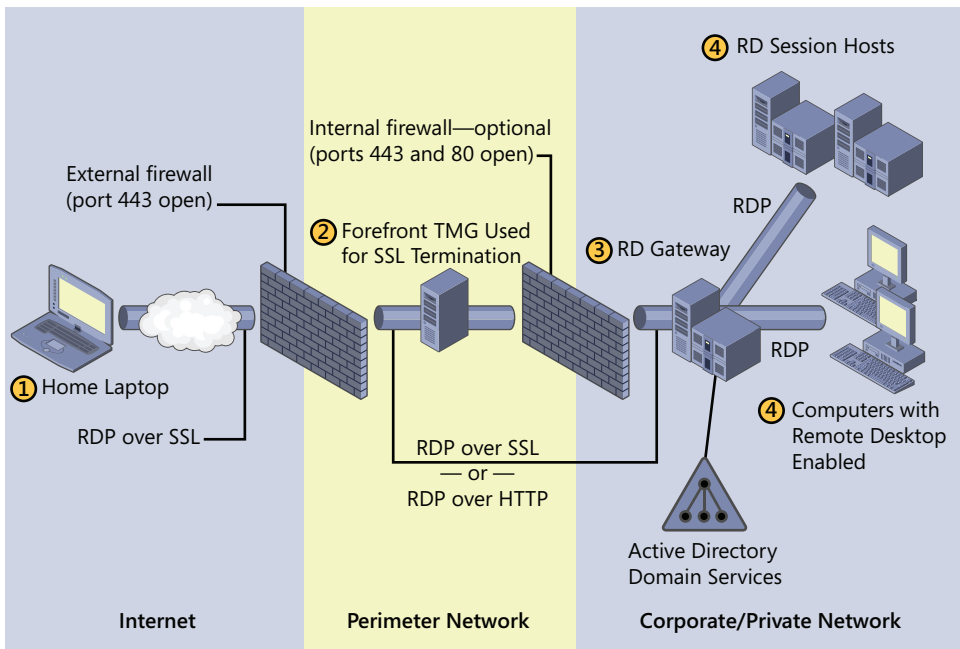 4 RD Session Hosts
Internal firewall—optional
(ports 443 and 80 open)
External firewall
(port 443 open)
RDP
2 Forefront TMG Used
for SSL Termination
3 RD Gateway
RDP
1 Home Laptop
4 Computers with
Remote Desktop
Enabled
RDP over SSL
RDP over SSL
— or —
RDP over HTTP
Active Directory
Domain Services
Internet
Perimeter Network
Corporate/Private Network